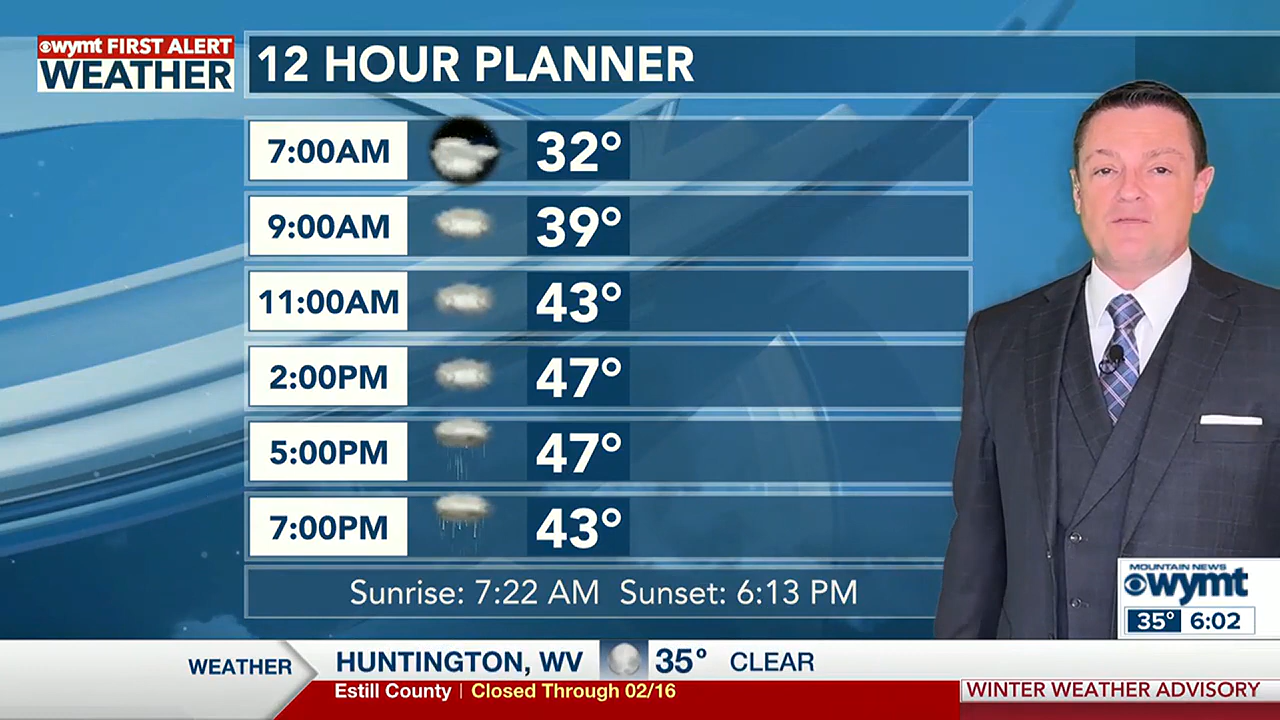 wymt FIRST ALERT
WEATHER
12 HOUR PLANNER
7:00AM 32°
9:00AM 39°
11:00AM 43°
2:00PM 47°
5:00PM 47°
7:00PM 43°
Sunrise: 7:22 AM Sunset: 6:13 PM
MOUNTAIN NEWS
wymt
35° 6:02
WEATHER HUNTINGTON, WV 35° CLEAR
Estill County | Closed Through 02/16
WINTER WEATHER ADVISORY